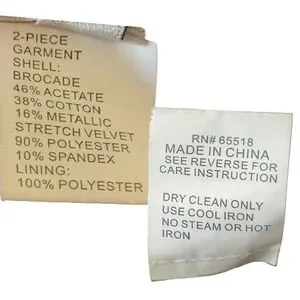 2-PIECE
GARMENT
SHELL:
BROCADE
46% ACETATE
38% COTTON
16% METALLIC
STRETCH VELVET
90% POLYESTER
10% SPANDEX
LINING:
100% POLYESTER
RN# 65518
MADE IN CHINA
SEE REVERSE FOR
CARE INSTRUCTION
DRY CLEAN ONLY
USE COOL IRON
NO STEAM OR HOT
IRON